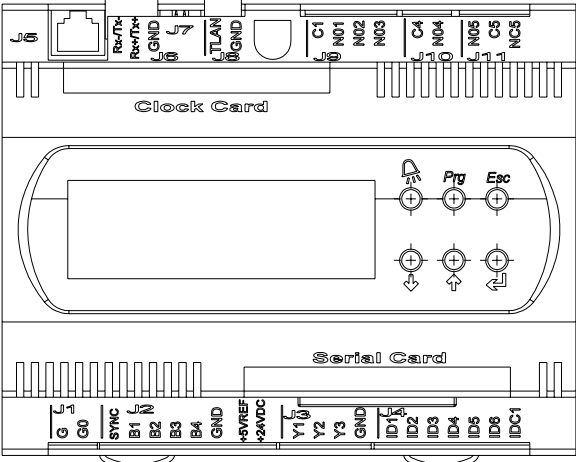 J5
Rx-/Tx-
Rx+/Tx+
GND
J6
J7
TLAN
GND
J8
C1
NO1
NO2
NO3
J9
C4
NO4
J10
NO5
C5
NC5
J11
Clock Card
Prg
Esc
Serial Card
J1
G
G0
SYNC
J2
B1
B2
B3
B4
GND
+5VREF
+24VDC
J3
Y1
Y2
Y3
GND
J4
ID1
ID2
ID3
ID4
ID5
ID6
IDC1